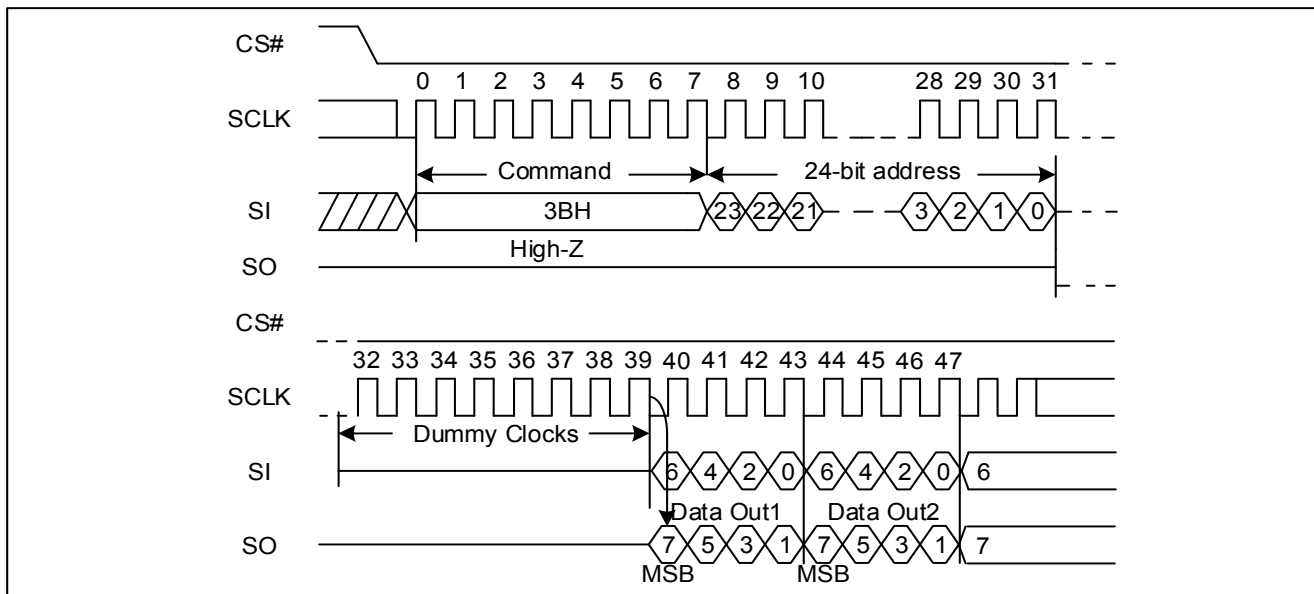 CS#
0 1 2 3 4 5 6 7 8 9 10 28 29 30 31
SCLK
Command 24-bit address
SI 3BH 23 22 21 3 2 1 0
High-Z
SO
CS#
32 33 34 35 36 37 38 39 40 41 42 43 44 45 46 47
SCLK
Dummy Clocks
SI 6 4 2 0 6 4 2 0 6
Data Out1 Data Out2
SO 7 5 3 1 7 5 3 1 7
MSB MSB